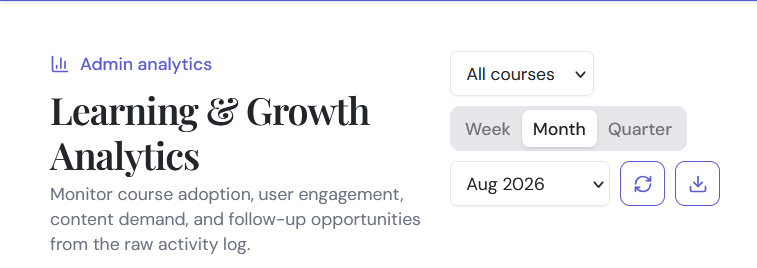 Admin analytics
Learning & Growth
Analytics
Monitor course adoption, user engagement,
content demand, and follow-up opportunities
from the raw activity log.
All courses
Week Month Quarter
Aug 2026